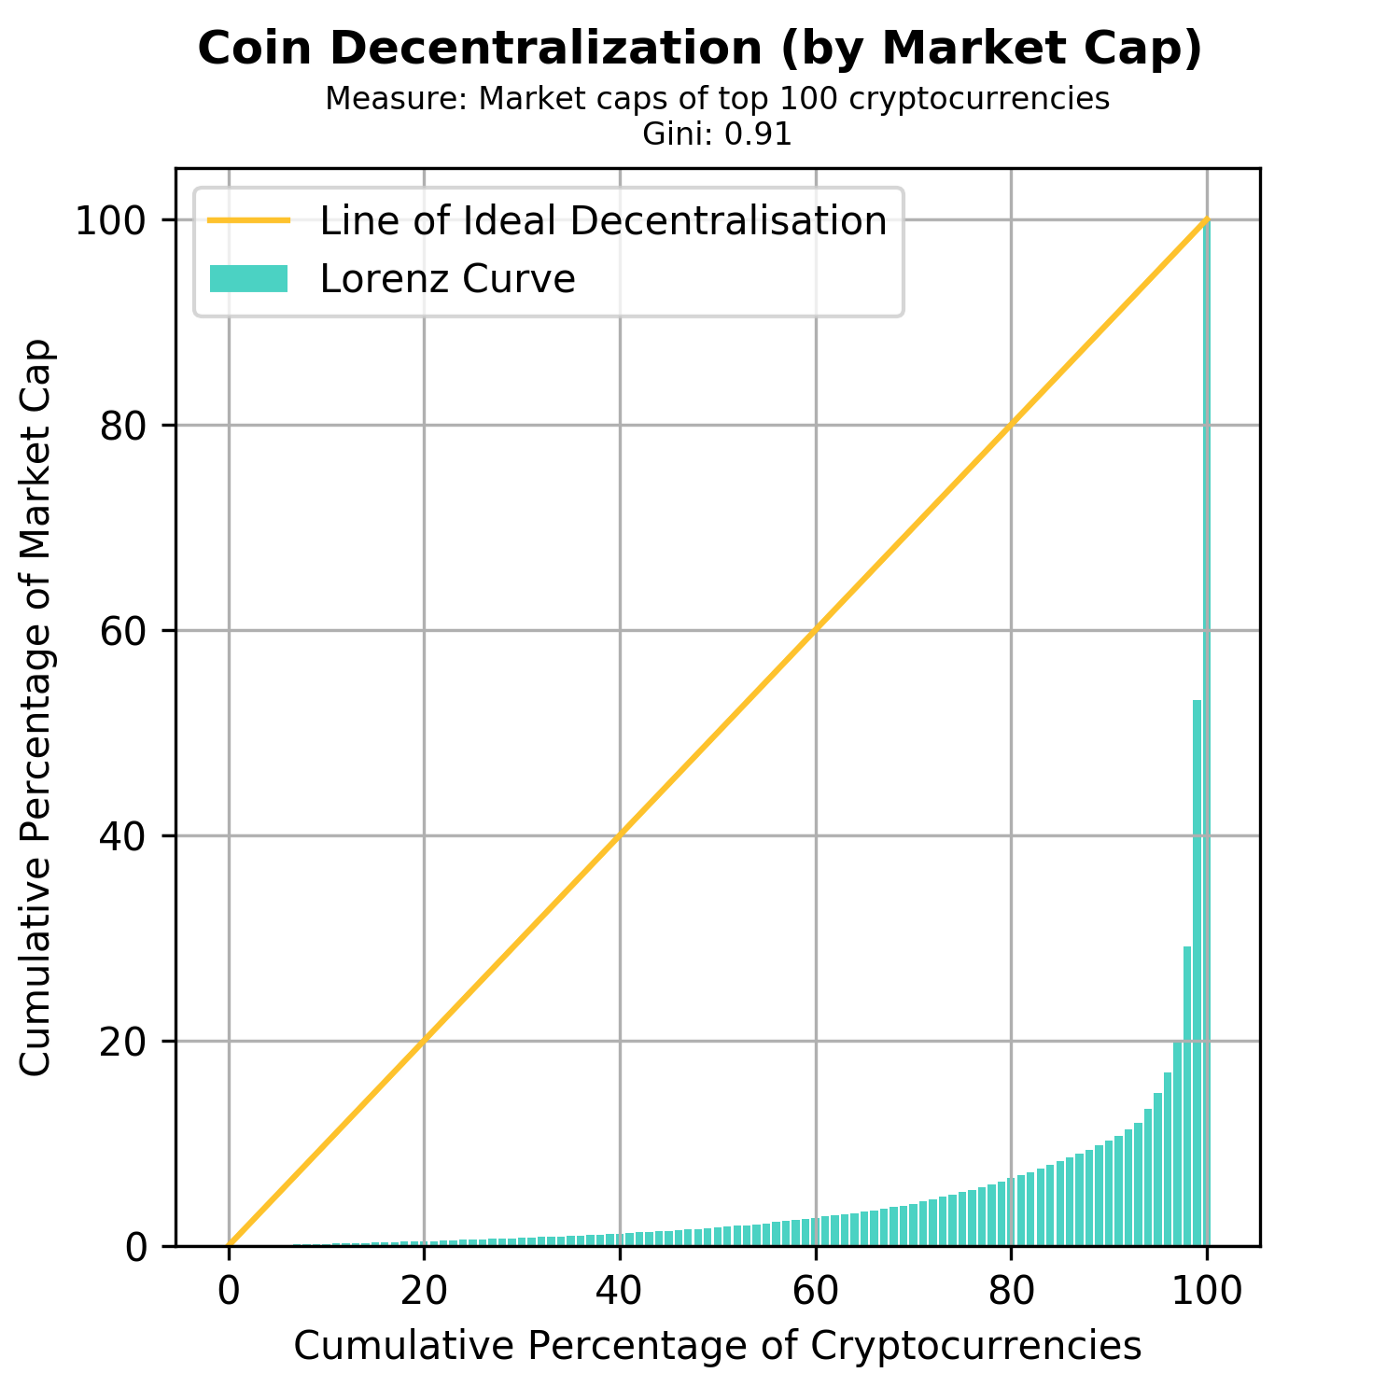 Coin Decentralization (by Market Cap)
Measure: Market caps of top 100 cryptocurrencies
Gini: 0.91
Line of Ideal Decentralisation
Lorenz Curve
Cumulative Percentage of Market Cap
100
80
60
40
20
0
0 20 40 60 80 100
Cumulative Percentage of Cryptocurrencies